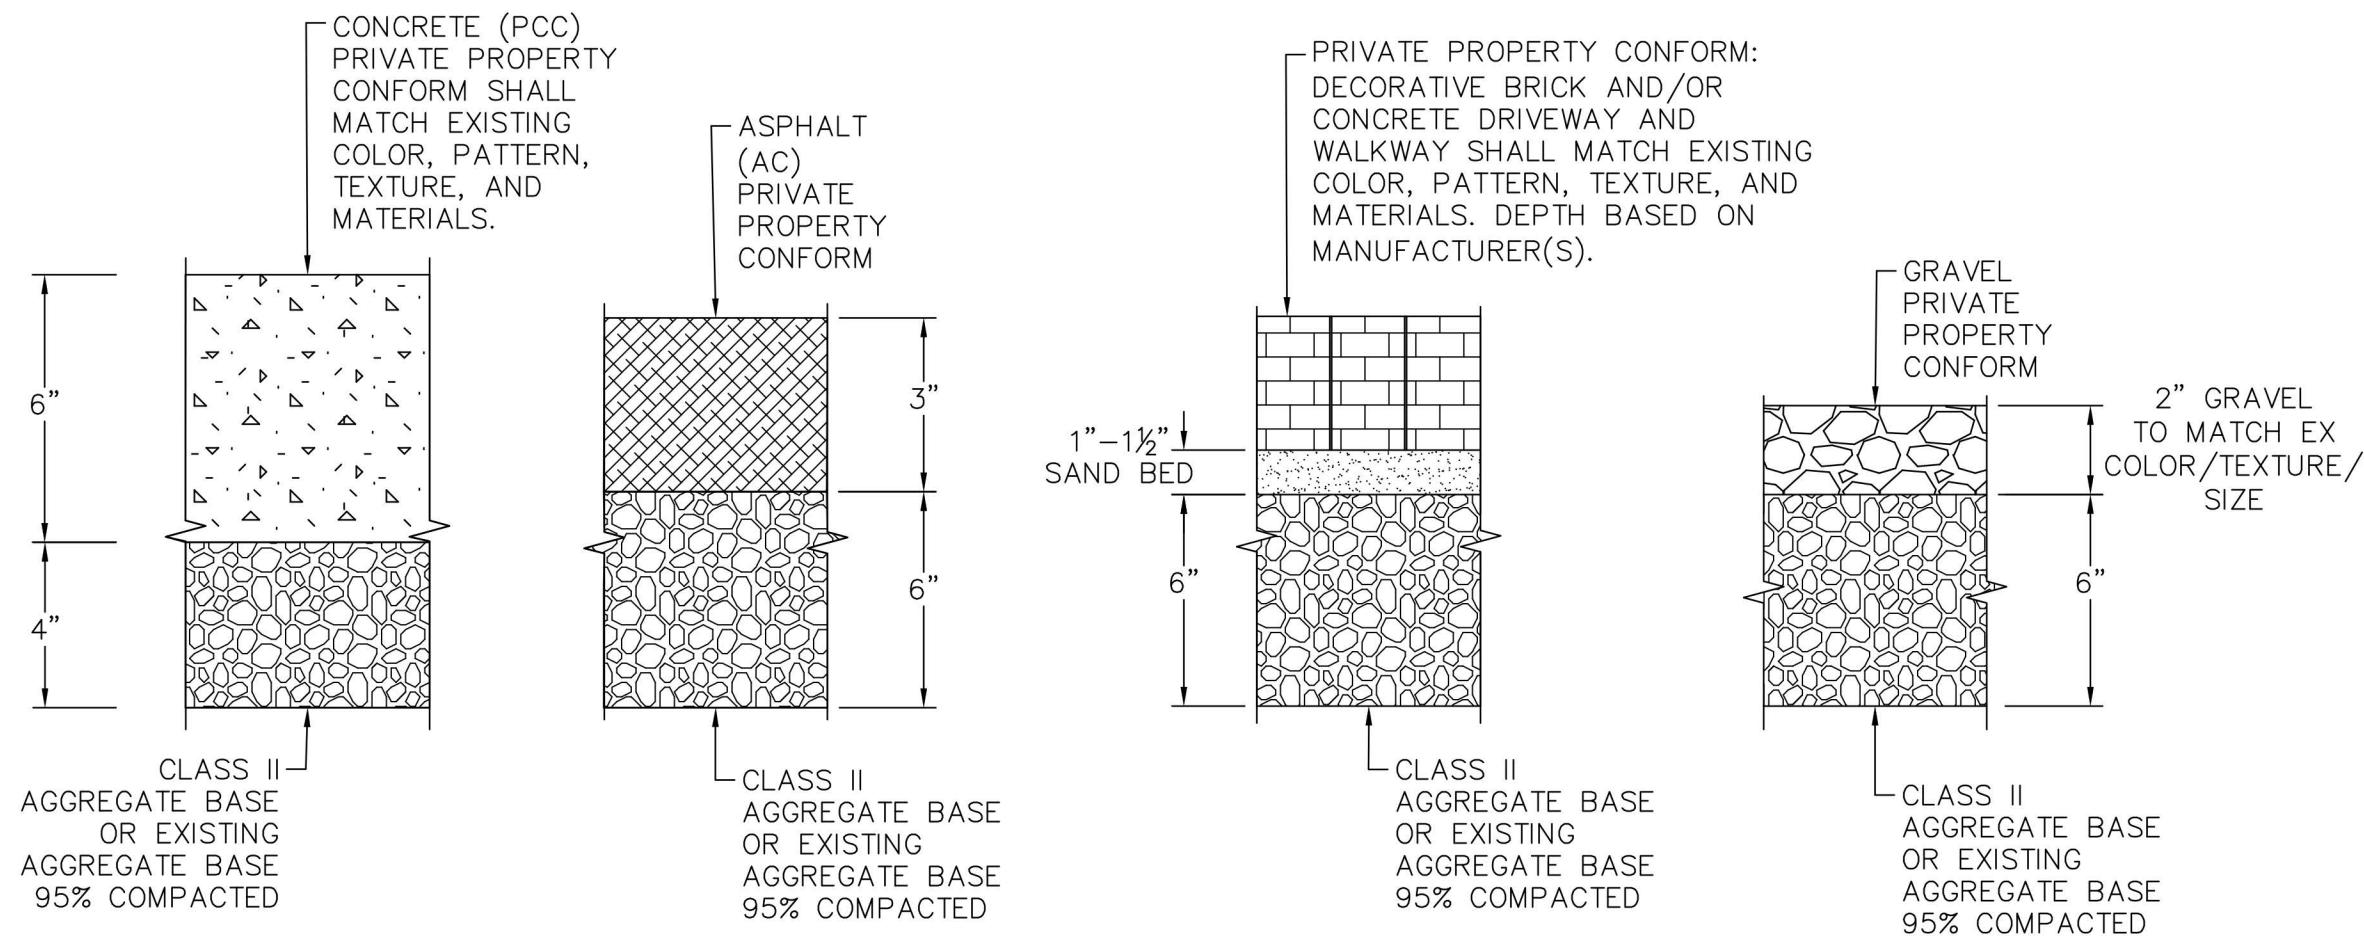 CONCRETE (PCC)
PRIVATE PROPERTY
CONFORM SHALL
MATCH EXISTING
COLOR, PATTERN,
TEXTURE, AND
MATERIALS.
6”
4”
CLASS II
AGGREGATE BASE
OR EXISTING
AGGREGATE BASE
95% COMPACTED
ASPHALT
(AC)
PRIVATE
PROPERTY
CONFORM
3”
6”
CLASS II
AGGREGATE BASE
OR EXISTING
AGGREGATE BASE
95% COMPACTED
PRIVATE PROPERTY CONFORM:
DECORATIVE BRICK AND/OR
CONCRETE DRIVEWAY AND
WALKWAY SHALL MATCH EXISTING
COLOR, PATTERN, TEXTURE, AND
MATERIALS. DEPTH BASED ON
MANUFACTURER(S).
1”–1½”
SAND BED
6”
CLASS II
AGGREGATE BASE
OR EXISTING
AGGREGATE BASE
95% COMPACTED
GRAVEL
PRIVATE
PROPERTY
CONFORM
2” GRAVEL
TO MATCH EX
COLOR/TEXTURE/
SIZE
6”
CLASS II
AGGREGATE BASE
OR EXISTING
AGGREGATE BASE
95% COMPACTED